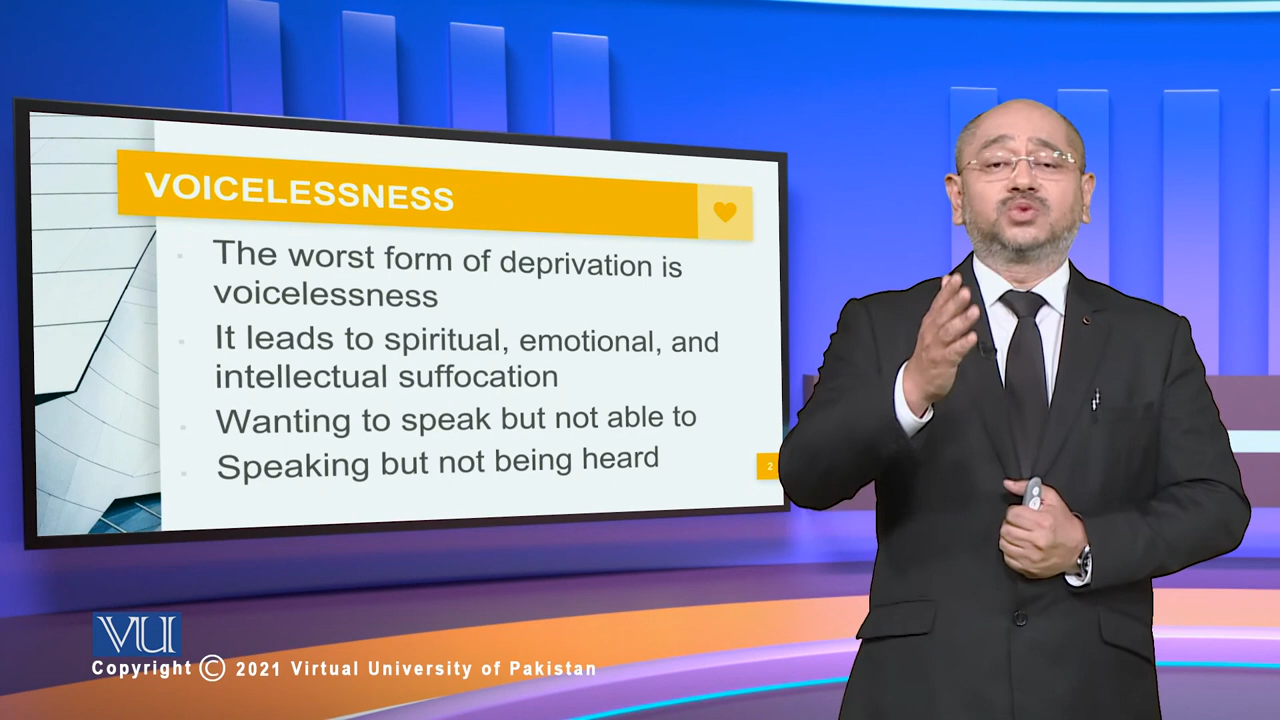 VOICELESSNESS
The worst form of deprivation is
voicelessness
It leads to spiritual, emotional, and
intellectual suffocation
Wanting to speak but not able to
Speaking but not being heard
2
VU
Copyright © 2021 Virtual University of Pakistan